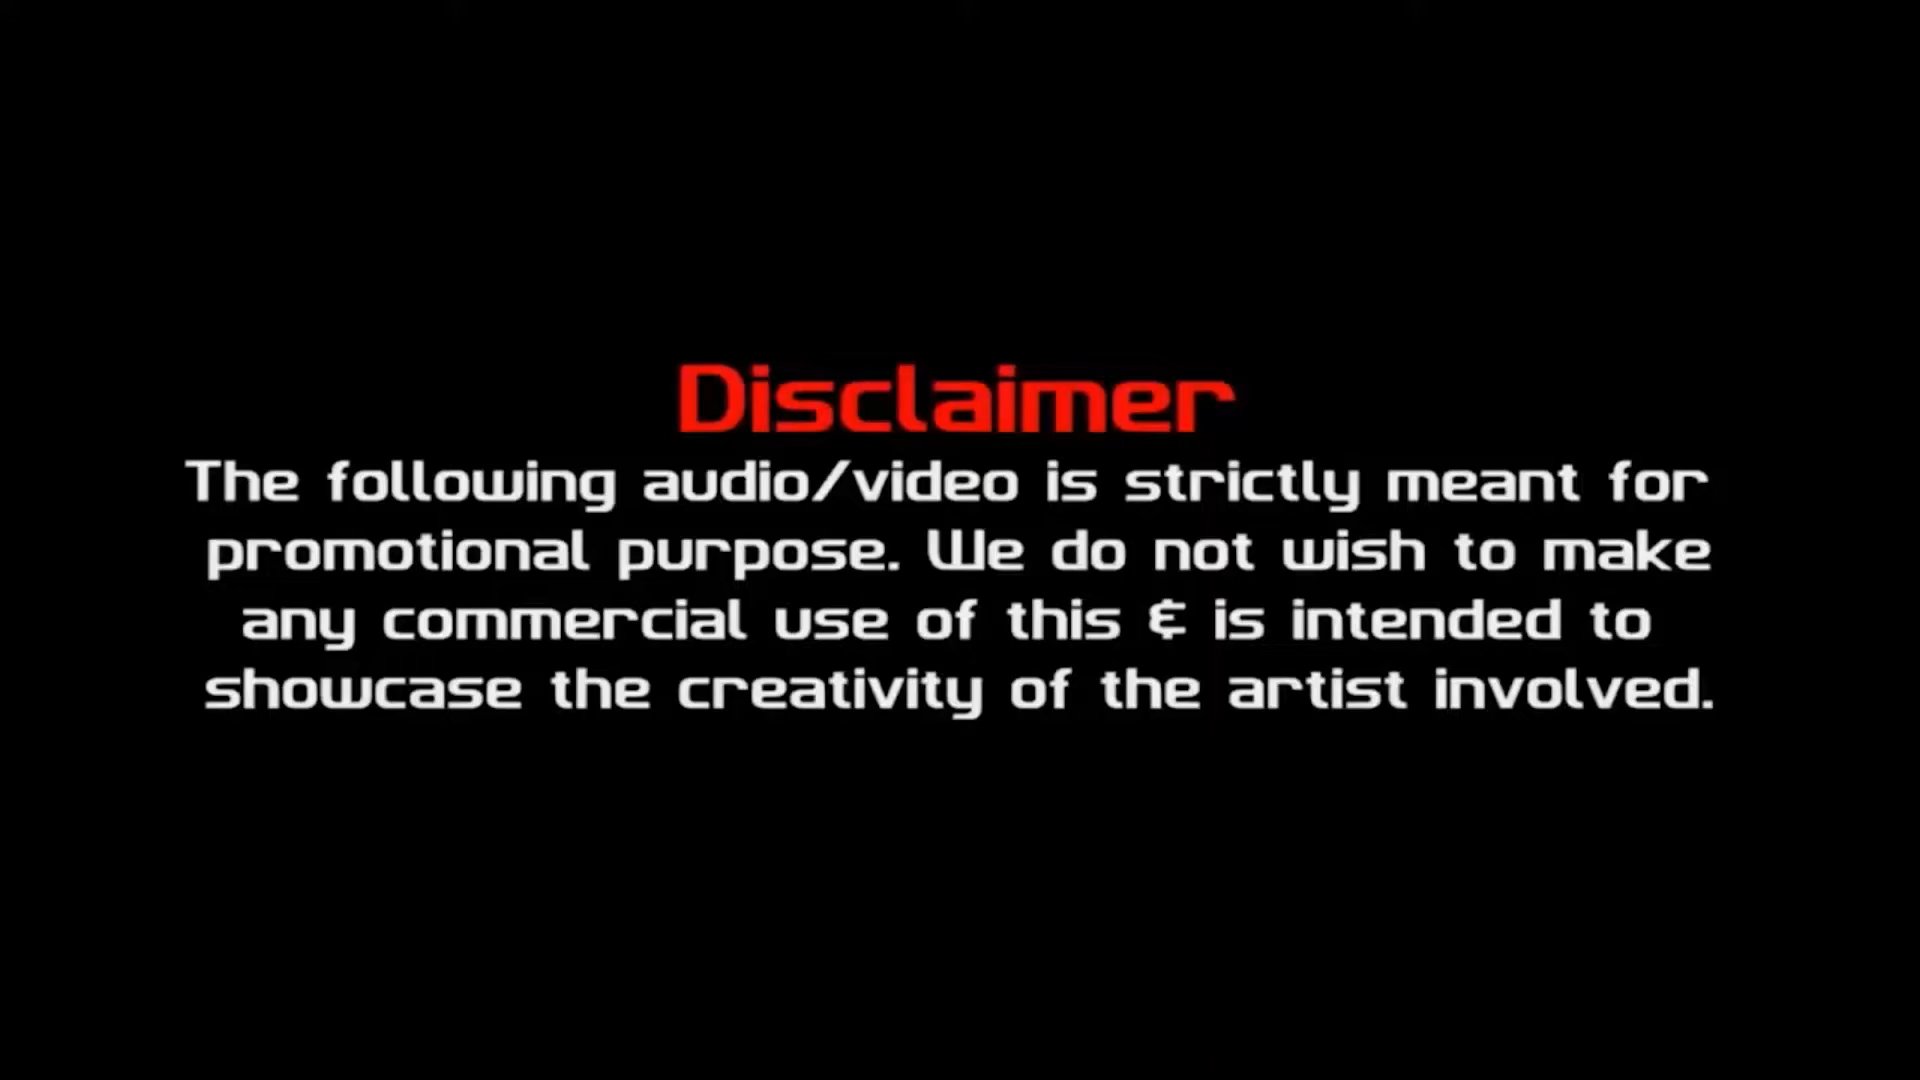 Disclaimer
The following audio/video is strictly meant for
promotional purpose. We do not wish to make
any commercial use of this & is intended to
showcase the creativity of the artist involved.